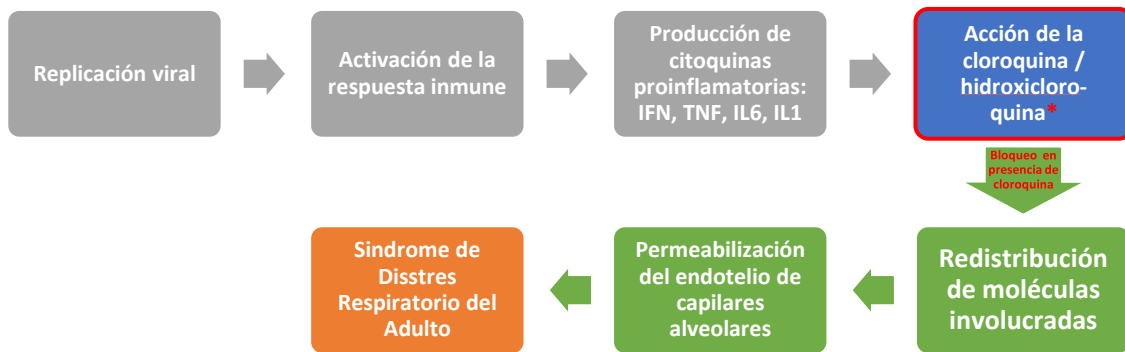 Replicación viral
Activación de la
respuesta inmune
Producción de
citoquinas
proinflamatorias:
IFN, TNF, IL6, IL1
Acción de la
cloroquina /
hidroxicloro-
quina*
Bloqueo en
presencia de
cloroquina
Redistribución
de moléculas
involucradas
Permeabilización
del endotelio de
capilares
alveolares
Sindrome de
Disstres
Respiratorio del
Adulto